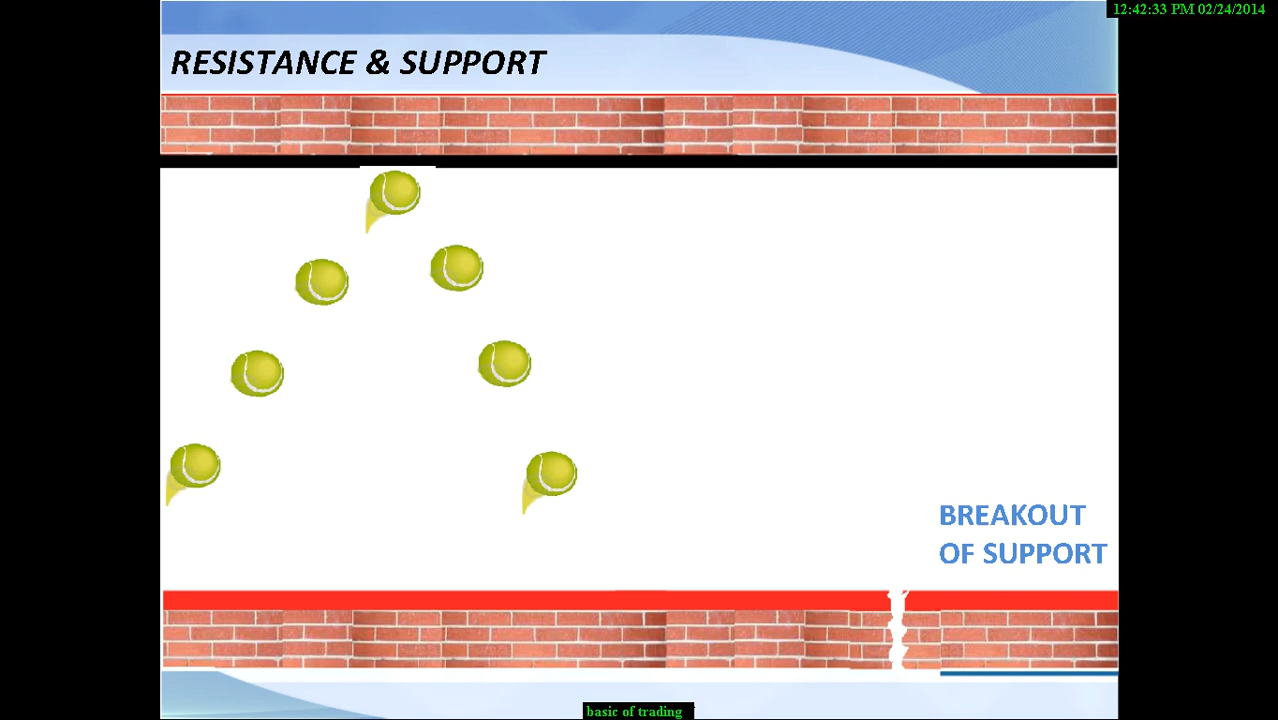 12:42:33 PM 02/24/2014
RESISTANCE & SUPPORT
BREAKOUT
OF SUPPORT
basic of trading